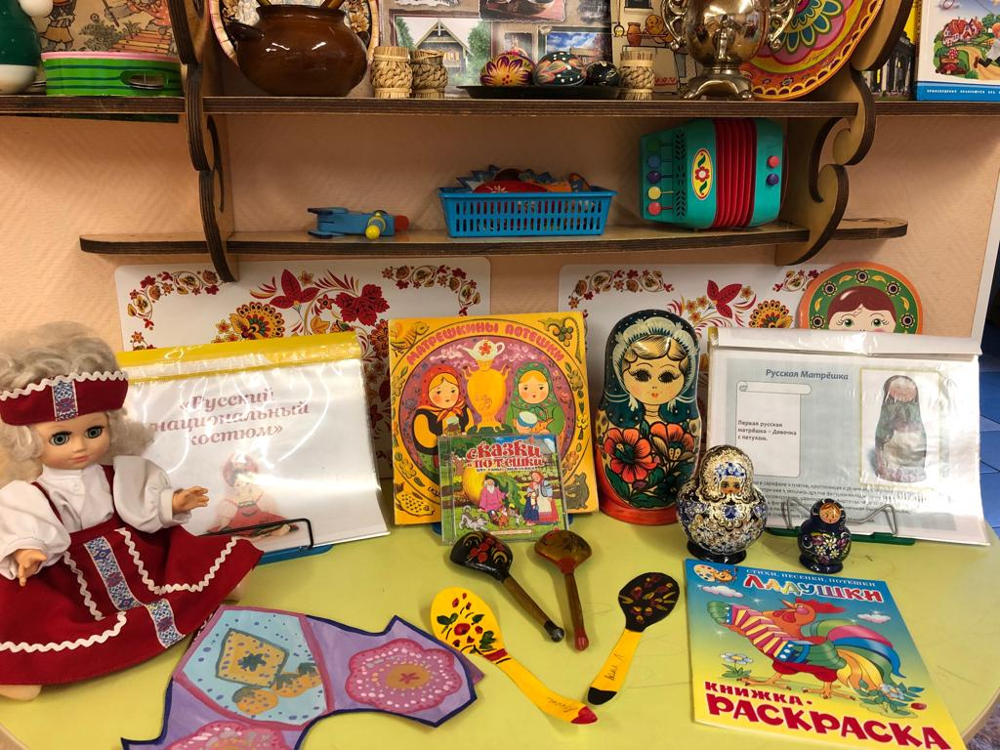 «Русский
национальный
костюм»
МАТРЁШКИНЫ ПОТЕШКИ
Сказки
и потешки
Русская Матрёшка
Первая русская
матрёшка – Девочка
с петухом.
СТИХИ, ПЕСЕНКИ, ПОТЕШКИ
ЛАДУШКИ
КНИЖКА-
РАСКРАСКА